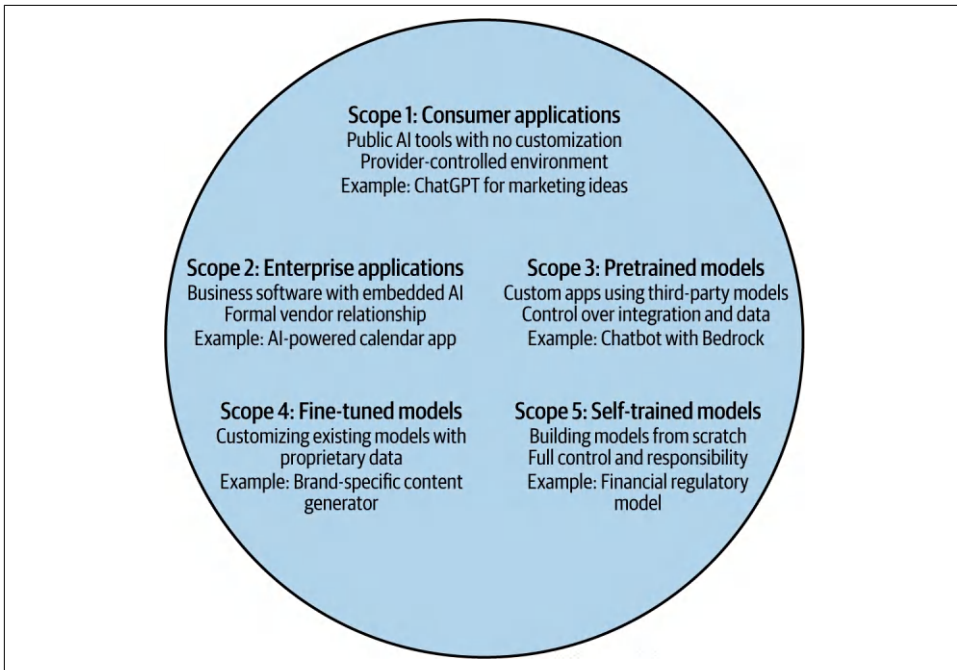 Scope 1: Consumer applications
Public AI tools with no customization
Provider-controlled environment
Example: ChatGPT for marketing ideas
Scope 2: Enterprise applications
Business software with embedded AI
Formal vendor relationship
Example: AI-powered calendar app
Scope 3: Pretrained models
Custom apps using third-party models
Control over integration and data
Example: Chatbot with Bedrock
Scope 4: Fine-tuned models
Customizing existing models with
proprietary data
Example: Brand-specific content
generator
Scope 5: Self-trained models
Building models from scratch
Full control and responsibility
Example: Financial regulatory
model